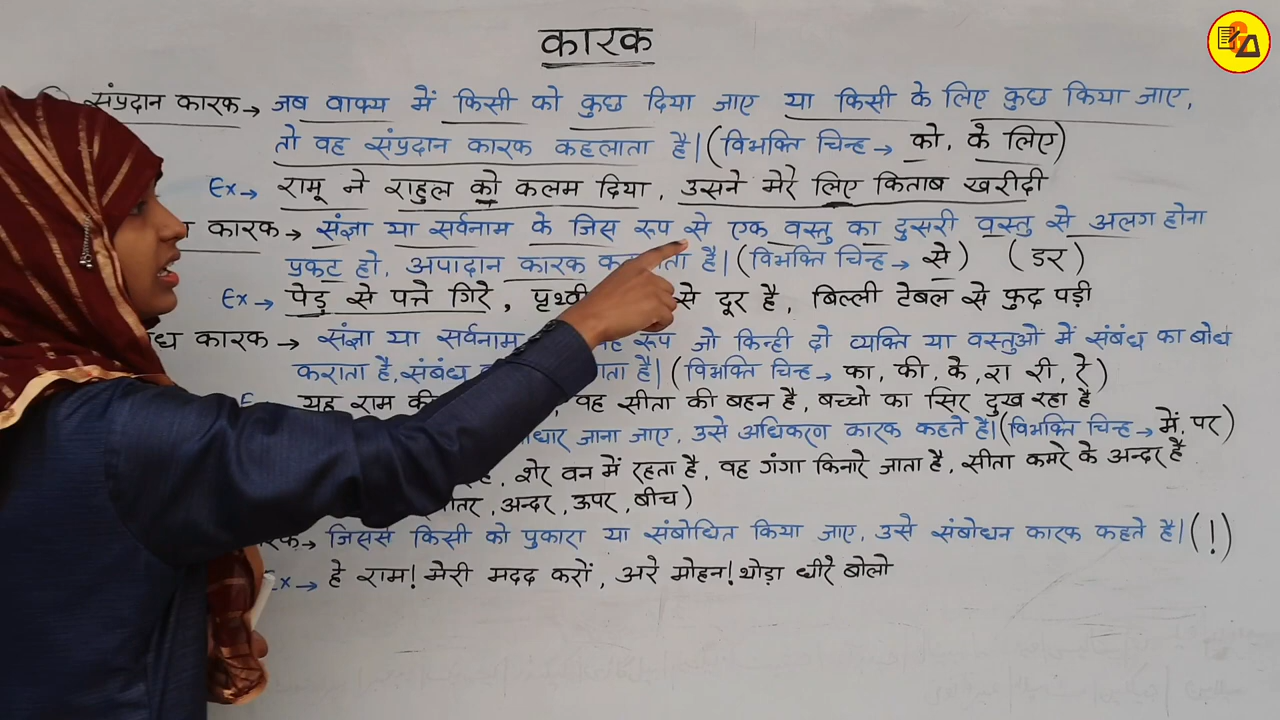 कारक
संप्रदान कारक → जब वाक्य में किसी को कुछ दिया जाए या किसी के लिए कुछ किया जाए,
तो वह संप्रदान कारक कहलाता है। (विभक्ति चिन्ह → को, के लिए)
Ex → रामू ने राहुल को कलम दिया, उसने मेरे लिए किताब खरीदी
कारक → संज्ञा या सर्वनाम के जिस रूप से एक वस्तु का दुसरी वस्तु से अलग होना
प्रकट हो, अपादान कारक है। (विभक्ति चिन्ह → से) (डर)
Ex → पेड़ से पत्ते गिरे, से दूर है, बिल्ली टेबल से कुद पड़ी
कारक → संज्ञा या सर्वनाम रूप जो किन्ही दो व्यक्ति या वस्तुओं में संबंध का बोध
कराता है, संबंध है। (विभक्ति चिन्ह → का, की, के, रा री, रे)
यह राम की वह सीता की बहन है, बच्चो का सिर दुख रहा है
जाना जाए, उसे अधिकरण कारक कहते है। (विभक्ति चिन्ह → में, पर)
शेर वन में रहता है, वह गंगा किनारे जाता है, सीता कमरे के अन्दर है
अन्दर, ऊपर, बीच)
→ जिससे किसी को पुकारा या संबोधित किया जाए, उसे संबोधन कारक कहते है। (!)
Ex → हे राम! मेरी मदद करों, अरे मोहन! थोड़ा धीरे बोलो